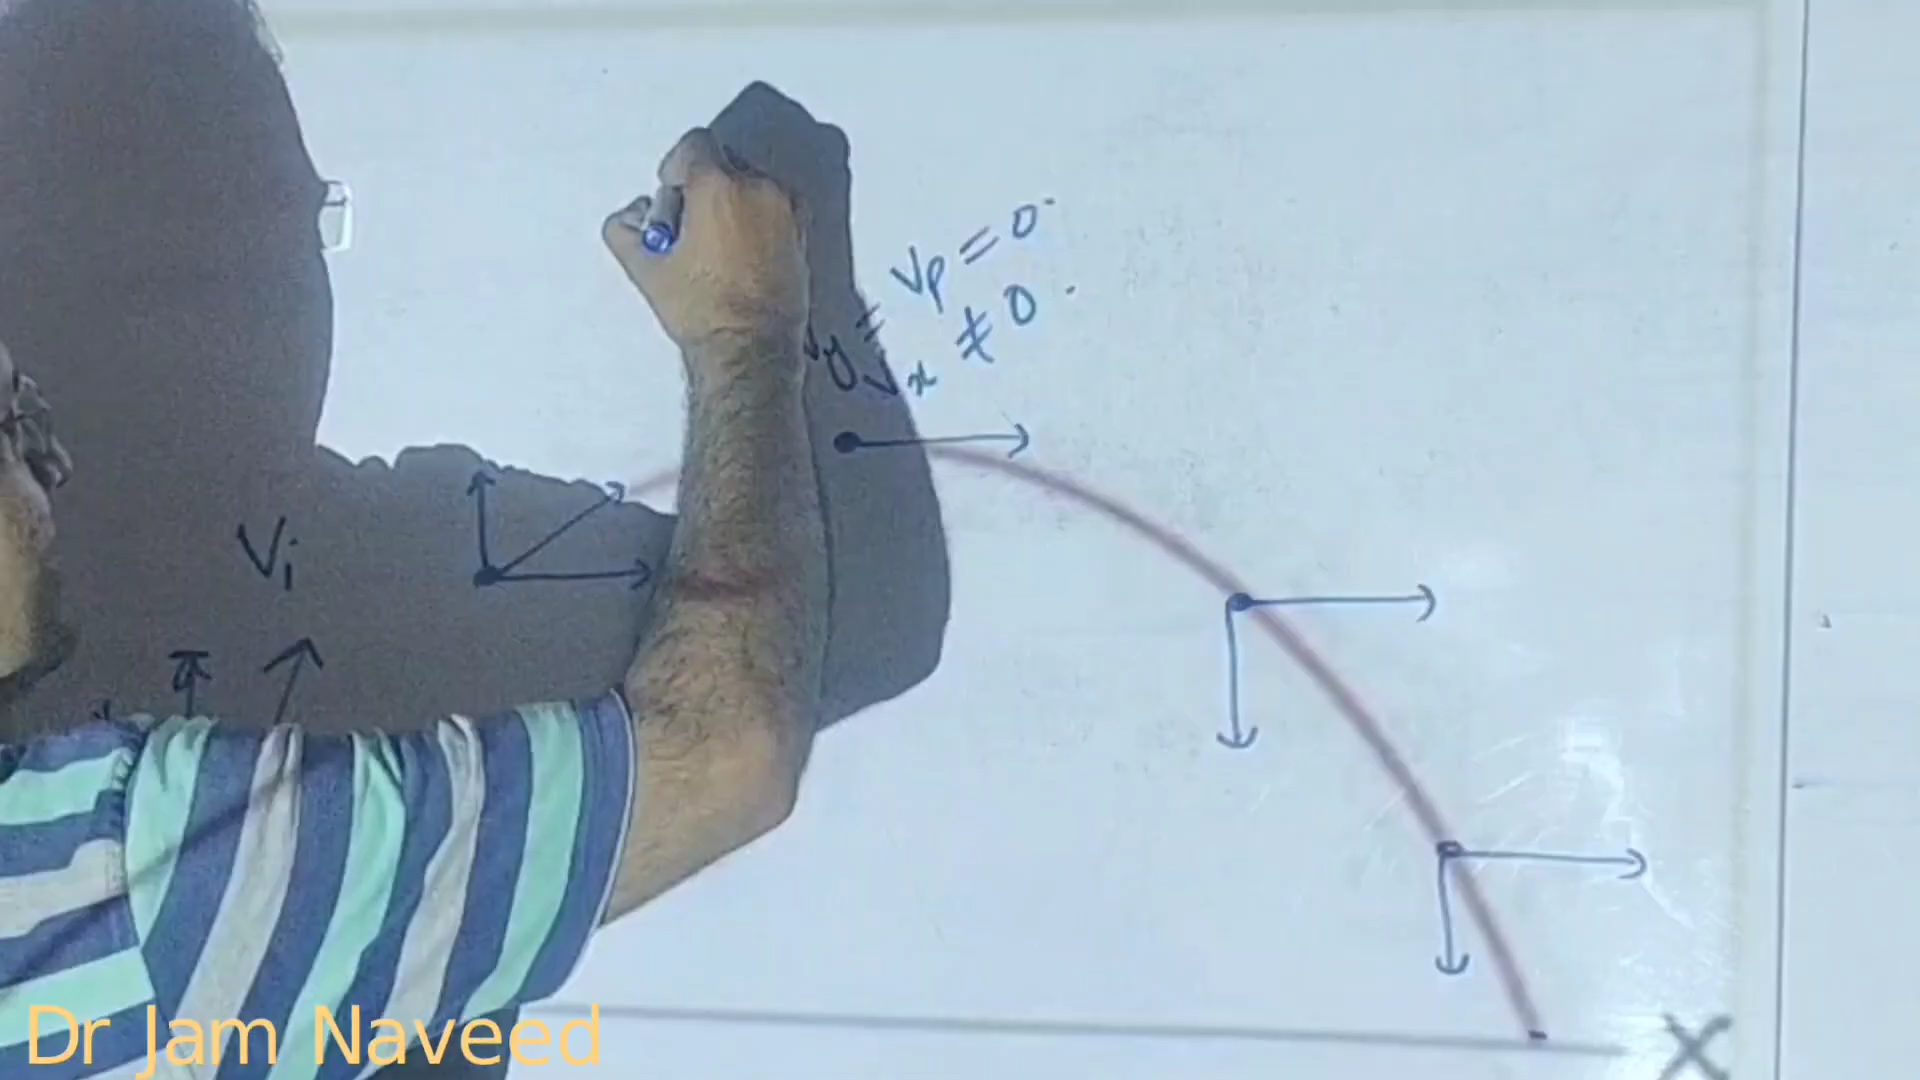 Vy = Vp = 0
Vx ≠ 0
Vi
X
Dr Jam Naveed